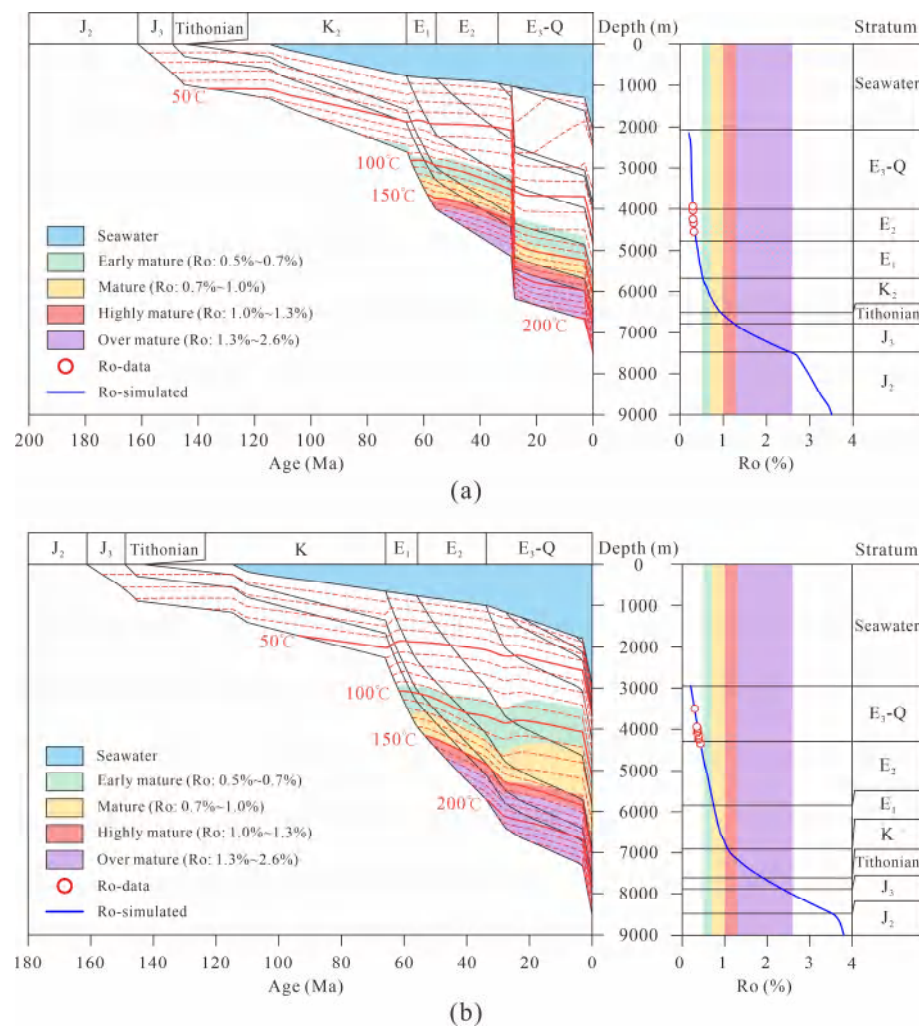 J₂ J₃ Tithonian K₂ E₁ E₂ E₃-Q Depth (m) Stratum
0
1000
2000
3000
4000
5000
6000
7000
8000
9000
50℃
100℃
150℃
200℃
Seawater
Early mature (Ro: 0.5%~0.7%)
Mature (Ro: 0.7%~1.0%)
Highly mature (Ro: 1.0%~1.3%)
Over mature (Ro: 1.3%~2.6%)
Ro-data
Ro-simulated
200 180 160 140 120 100 80 60 40 20 0
Age (Ma)
0 1 2 3 4
Ro (%)
Seawater
E₃-Q
E₂
E₁
K₂
Tithonian
J₃
J₂
(a)
J₂ J₃ Tithonian K E₁ E₂ E₃-Q Depth (m) Stratum
0
1000
2000
3000
4000
5000
6000
7000
8000
9000
50℃
100℃
150℃
200℃
Seawater
Early mature (Ro: 0.5%~0.7%)
Mature (Ro: 0.7%~1.0%)
Highly mature (Ro: 1.0%~1.3%)
Over mature (Ro: 1.3%~2.6%)
Ro-data
Ro-simulated
180 160 140 120 100 80 60 40 20 0
Age (Ma)
0 1 2 3 4
Ro (%)
Seawater
E₃-Q
E₂
E₁
K
Tithonian
J₃
J₂
(b)